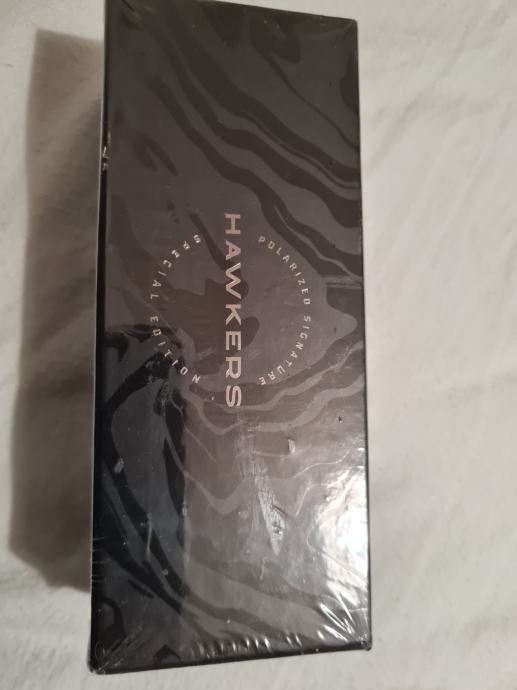 POLARIZED SIGNATURE
HAWKERS
SPECIAL EDITION